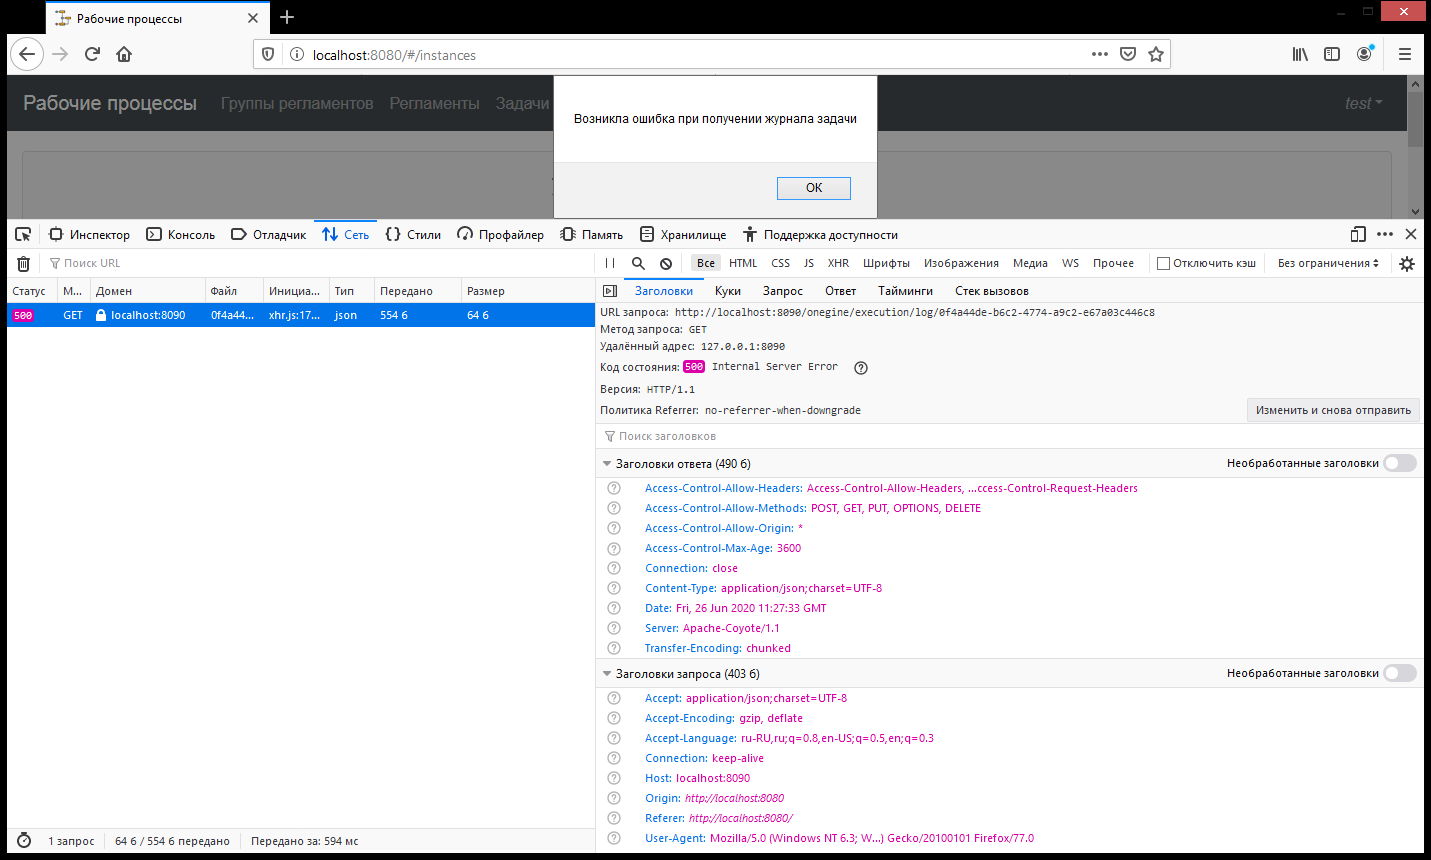 Рабочие процессы
localhost:8080/#/instances
Рабочие процессы Группы регламентов Регламенты Задачи test
Возникла ошибка при получении журнала задачи
OK
Инспектор Консоль Отладчик Сеть Стили Профайлер Память Хранилище Поддержка доступности
Поиск URL Все HTML CSS JS XHR Шрифты Изображения Медиа WS Прочее Отключить кэш Без ограничения
Статус М... Домен Файл Инициа... Тип Передано Размер
500 GET localhost:8090 0f4a44... xhr.js:17... json 554 б 64 б
Заголовки Куки Запрос Ответ Тайминги Стек вызовов
URL запроса: http://localhost:8090/onegine/execution/log/0f4a44de-b6c2-4774-a9c2-e67a03c446c8
Метод запроса: GET
Удалённый адрес: 127.0.0.1:8090
Код состояния: 500 Internal Server Error
Версия: HTTP/1.1
Политика Referrer: no-referrer-when-downgrade
Изменить и снова отправить
Поиск заголовков
Заголовки ответа (490 б) Необработанные заголовки
Access-Control-Allow-Headers: Access-Control-Allow-Headers, ...ccess-Control-Request-Headers
Access-Control-Allow-Methods: POST, GET, PUT, OPTIONS, DELETE
Access-Control-Allow-Origin: *
Access-Control-Max-Age: 3600
Connection: close
Content-Type: application/json;charset=UTF-8
Date: Fri, 26 Jun 2020 11:27:33 GMT
Server: Apache-Coyote/1.1
Transfer-Encoding: chunked
Заголовки запроса (403 б) Необработанные заголовки
Accept: application/json;charset=UTF-8
Accept-Encoding: gzip, deflate
Accept-Language: ru-RU,ru;q=0.8,en-US;q=0.5,en;q=0.3
Connection: keep-alive
Host: localhost:8090
Origin: http://localhost:8080
Referer: http://localhost:8080/
User-Agent: Mozilla/5.0 (Windows NT 6.3; W...) Gecko/20100101 Firefox/77.0
1 запрос 64 б / 554 б передано Передано за: 594 мс